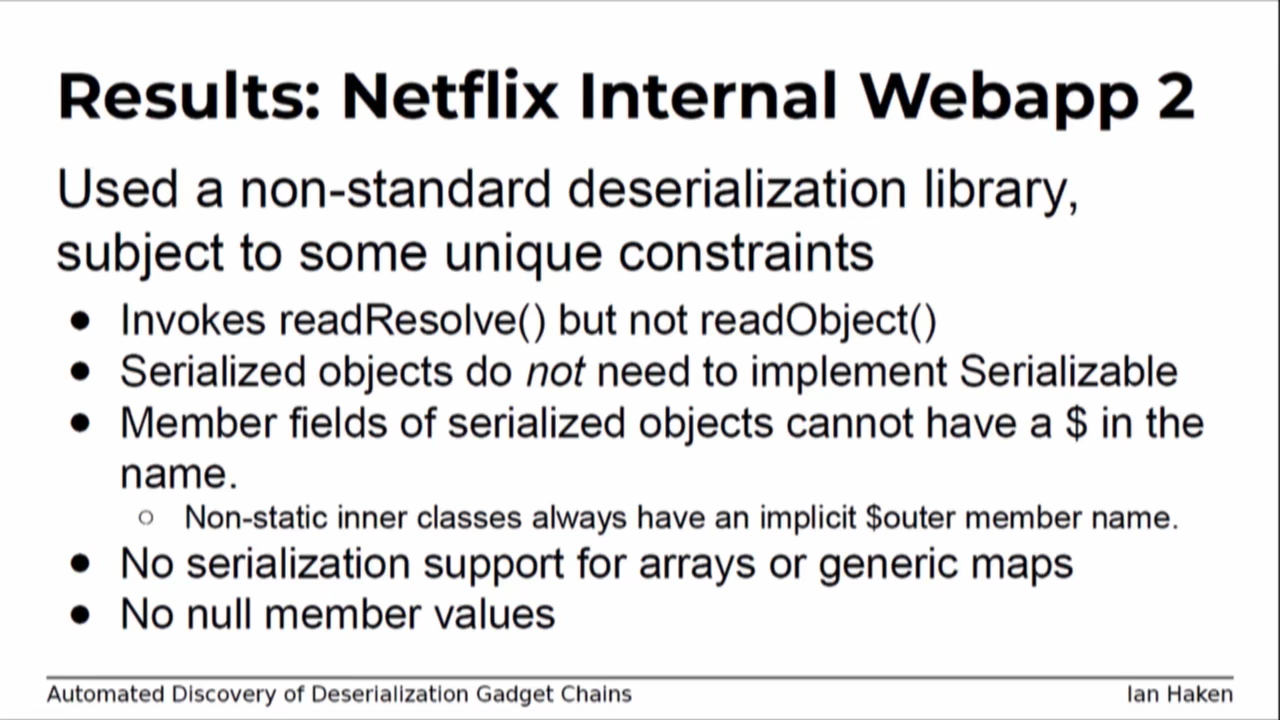 Results: Netflix Internal Webapp 2
Used a non-standard deserialization library,
subject to some unique constraints
● Invokes readResolve() but not readObject()
● Serialized objects do not need to implement Serializable
● Member fields of serialized objects cannot have a $ in the
name.
○ Non-static inner classes always have an implicit $outer member name.
● No serialization support for arrays or generic maps
● No null member values
Automated Discovery of Deserialization Gadget Chains
Ian Haken